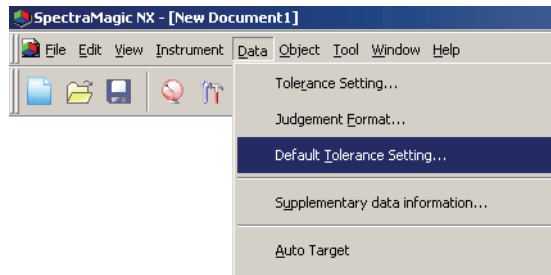 SpectraMagic NX - [New Document1]
File Edit View Instrument Data Object Tool Window Help
Tolerance Setting...
Judgement Format...
Default Tolerance Setting...
Supplementary data information...
Auto Target